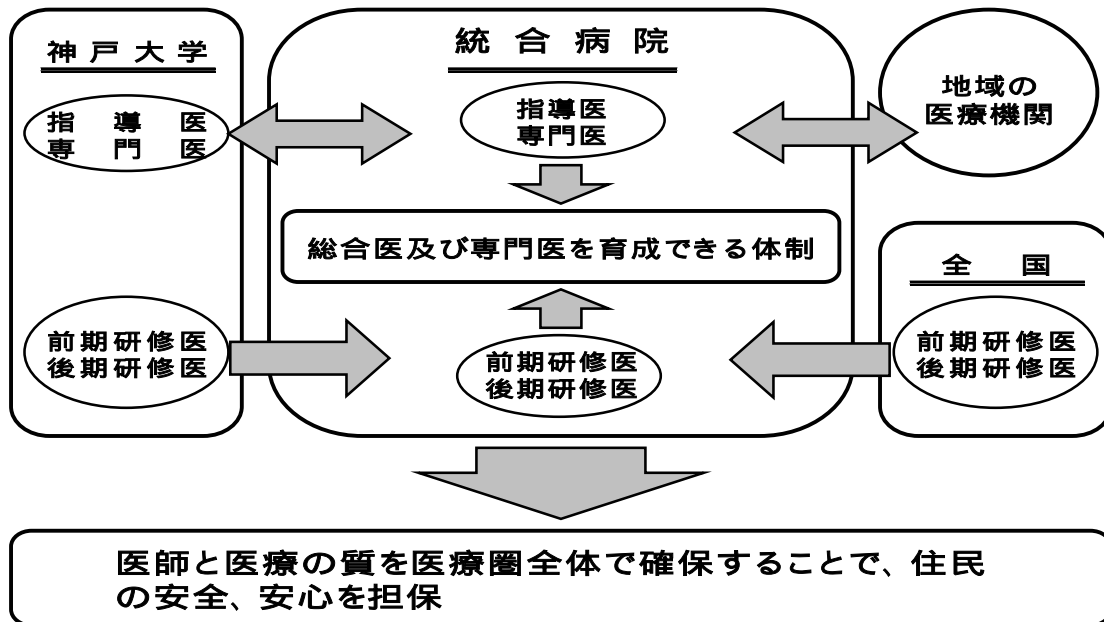 神戸大学
指導医
専門医
前期研修医
後期研修医
統合病院
指導医
専門医
総合医及び専門医を育成できる体制
前期研修医
後期研修医
地域の
医療機関
全国
前期研修医
後期研修医
医師と医療の質を医療圏全体で確保することで、住民
の安全、安心を担保